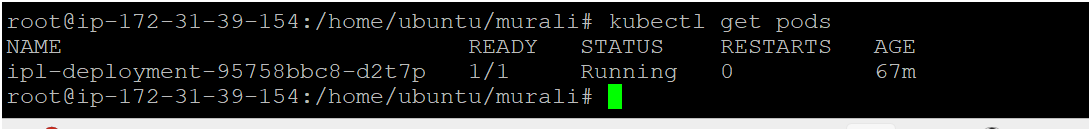 root@ip-172-31-39-154:/home/ubuntu/murali# kubectl get pods
NAME READY STATUS RESTARTS AGE
ipl-deployment-95758bbc8-d2t7p 1/1 Running 0 67m
root@ip-172-31-39-154:/home/ubuntu/murali#